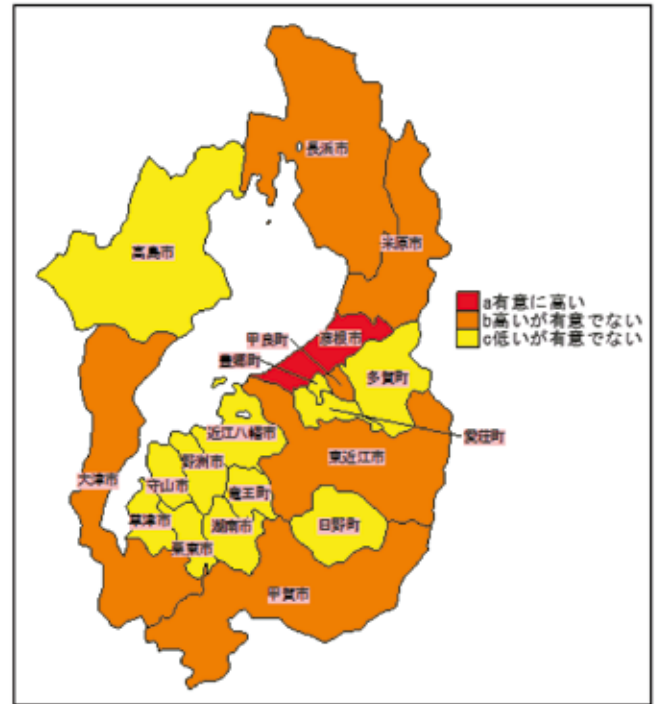 長浜市
米原市
高島市
a有意に高い
b高いが有意でない
c低いが有意でない
甲良町
彦根市
豊郷町
多賀町
近江八幡市
愛荘町
東近江市
野洲市
大津市
守山市
竜王町
草津市
湖南市
日野町
栗東市
甲賀市